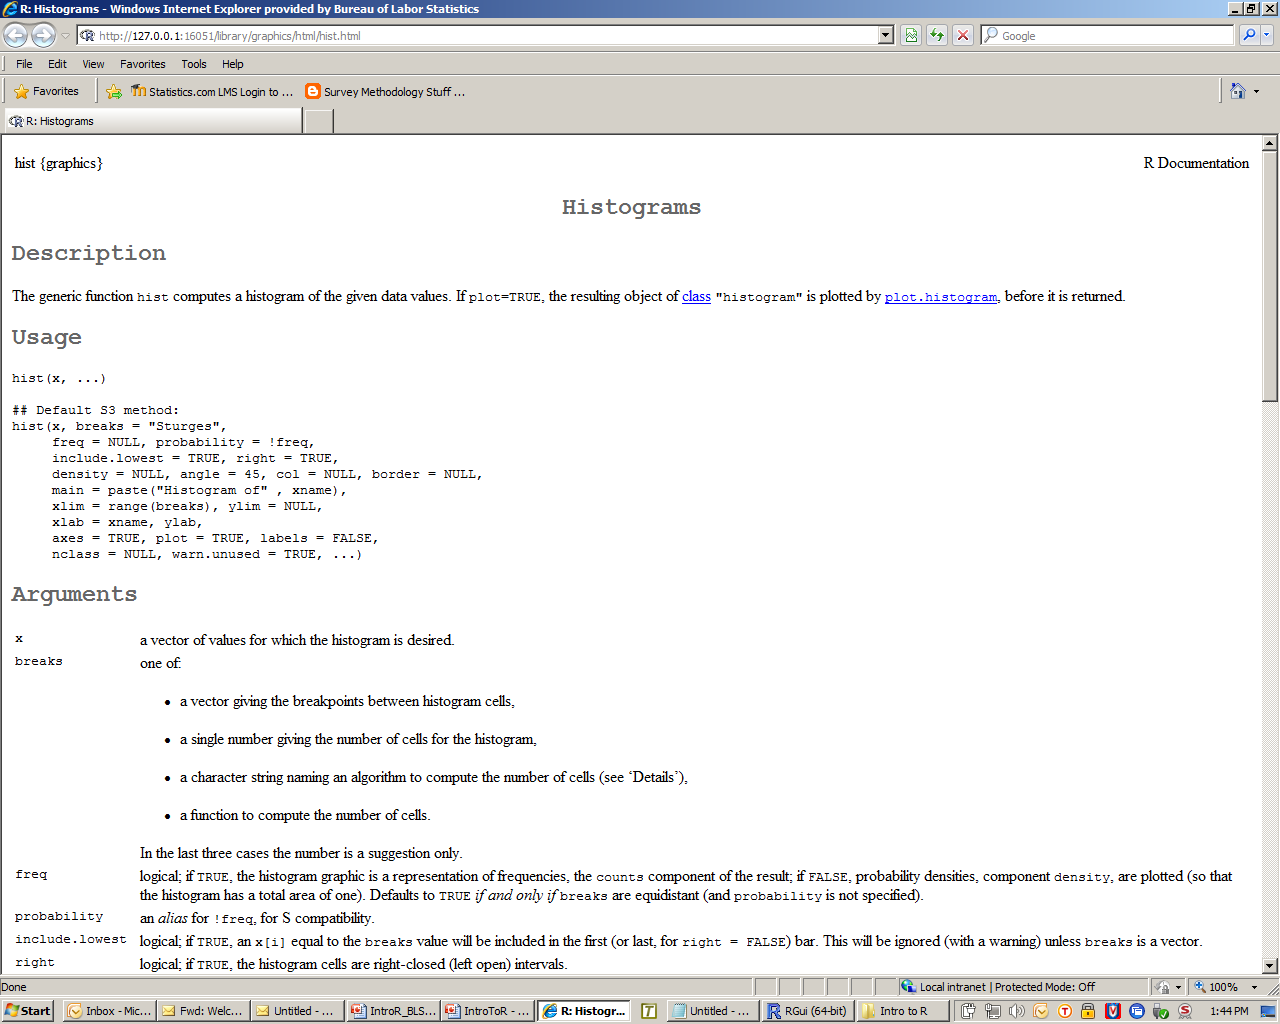 R: Histograms - Windows Internet Explorer provided by Bureau of Labor Statistics
http://127.0.0.1:16051/library/graphics/html/hist.html
Google
File Edit View Favorites Tools Help
Favorites Statistics.com LMS Login to ... Survey Methodology Stuff ...
R: Histograms
hist {graphics} R Documentation
Histograms
Description
The generic function hist computes a histogram of the given data values. If plot=TRUE, the resulting object of class "histogram" is plotted by plot.histogram, before it is returned.
Usage
hist(x, ...)
## Default S3 method:
hist(x, breaks = "Sturges",
freq = NULL, probability = !freq,
include.lowest = TRUE, right = TRUE,
density = NULL, angle = 45, col = NULL, border = NULL,
main = paste("Histogram of" , xname),
xlim = range(breaks), ylim = NULL,
xlab = xname, ylab,
axes = TRUE, plot = TRUE, labels = FALSE,
nclass = NULL, warn.unused = TRUE, ...)
Arguments
x a vector of values for which the histogram is desired.
breaks one of:
• a vector giving the breakpoints between histogram cells,
• a single number giving the number of cells for the histogram,
• a character string naming an algorithm to compute the number of cells (see ‘Details’),
• a function to compute the number of cells.
In the last three cases the number is a suggestion only.
freq logical; if TRUE, the histogram graphic is a representation of frequencies, the counts component of the result; if FALSE, probability densities, component density, are plotted (so that
the histogram has a total area of one). Defaults to TRUE if and only if breaks are equidistant (and probability is not specified).
probability an alias for !freq, for S compatibility.
include.lowest logical; if TRUE, an x[i] equal to the breaks value will be included in the first (or last, for right = FALSE) bar. This will be ignored (with a warning) unless breaks is a vector.
right logical; if TRUE, the histogram cells are right-closed (left open) intervals.
Done Local intranet | Protected Mode: Off 100%
Start Inbox - Mic... Fwd: Welc... Untitled - ... IntroR_BLS... IntroToR - ... R: Histogr... Untitled - ... RGui (64-bit) Intro to R 1:44 PM